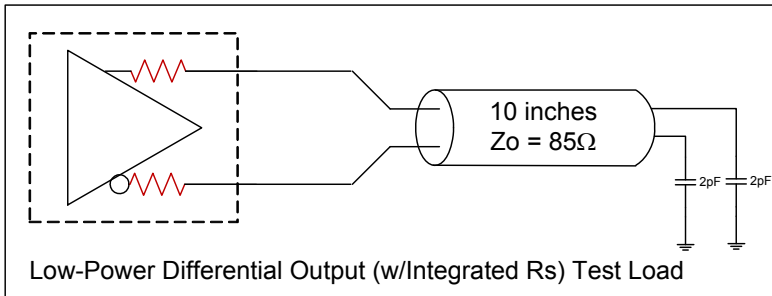 10 inches
Zo = 85Ω
2pF
2pF
Low-Power Differential Output (w/Integrated Rs) Test Load